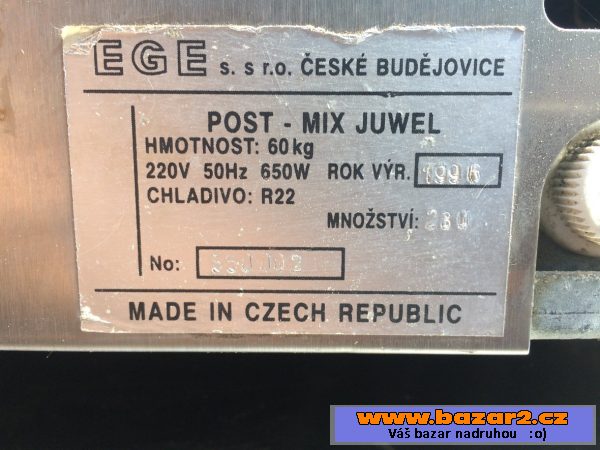 EGE s. s r.o. ČESKÉ BUDĚJOVICE
POST - MIX JUWEL
HMOTNOST: 60 kg
220V 50Hz 650W ROK VÝR. 1996
CHLADIVO: R22
MNOŽSTVÍ:
No:
MADE IN CZECH REPUBLIC
www.bazar2.cz
Váš bazar nadruhou :o)